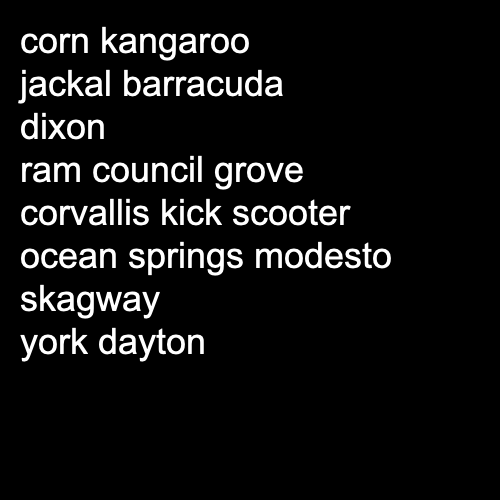 corn kangaroo
jackal barracuda
dixon
ram council grove
corvallis kick scooter
ocean springs modesto
skagway
york dayton